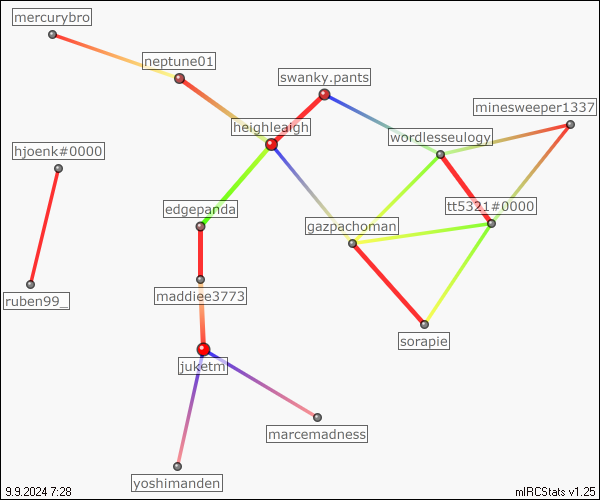 mercurybro
neptune01
swanky.pants
minesweeper1337
heighleaigh
wordlesseulogy
hjoenk#0000
edgepanda
tt5321#0000
gazpachoman
maddiee3773
ruben99_
sorapie
juketm
marcemadness
yoshimanden
9.9.2024 7:28
mIRCStats v1.25